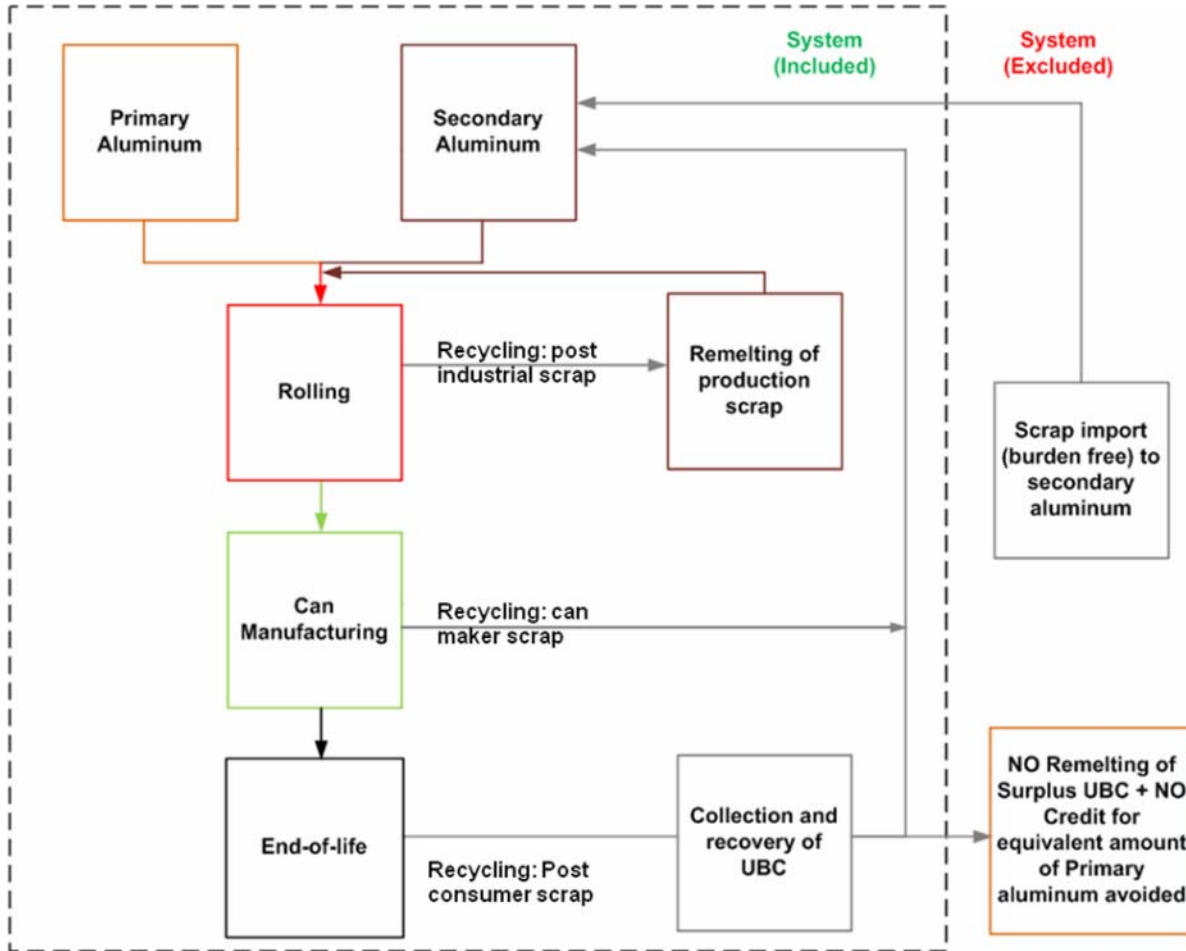 System
(Included)
System
(Excluded)
Primary
Aluminum
Secondary
Aluminum
Rolling
Recycling: post
industrial scrap
Remelting of
production
scrap
Scrap import
(burden free) to
secondary
aluminum
Can
Manufacturing
Recycling: can
maker scrap
End-of-life
Recycling: Post
consumer scrap
Collection and
recovery of
UBC
NO Remelting of
Surplus UBC + NO
Credit for
equivalent amount
of Primary
aluminum avoided